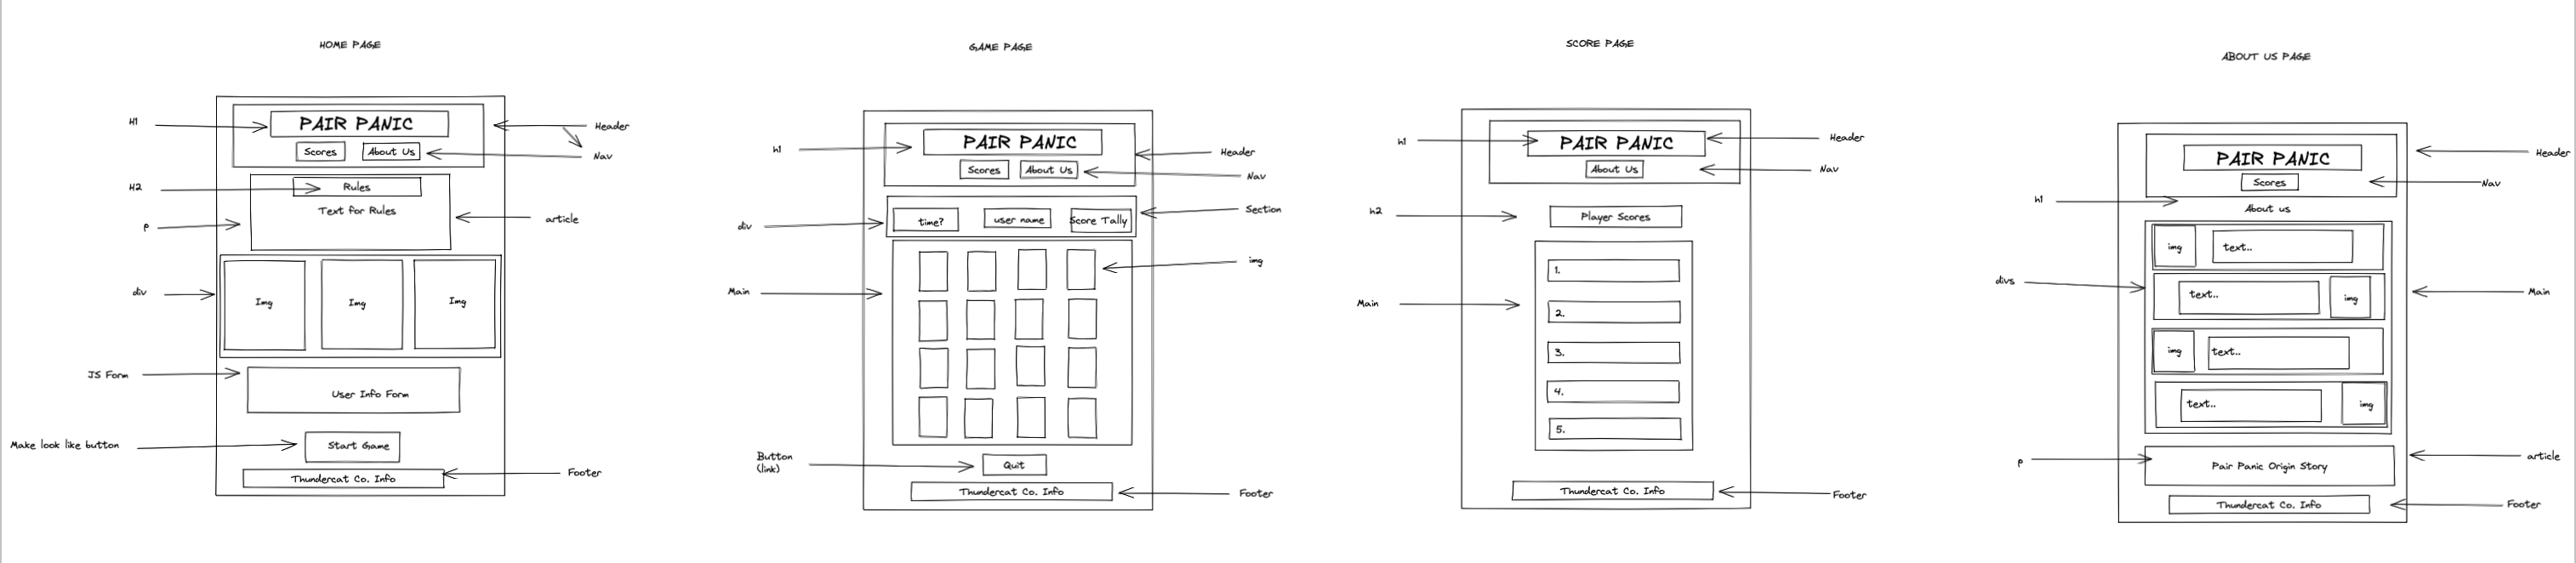 HOME PAGE
H1
PAIR PANIC
Header
Scores
About Us
Nav
H2
Rules
Text for Rules
P
article
div
Img
Img
Img
JS Form
User Info Form
Make look like button
Start Game
Thundercat Co. Info
Footer
GAME PAGE
h1
PAIR PANIC
Header
Scores
About Us
Nav
div
time?
user name
Score Tally
Section
img
Main
Button
(link)
Quit
Thundercat Co. Info
Footer
SCORE PAGE
h1
PAIR PANIC
Header
About Us
Nav
h2
Player Scores
Main
1.
2.
3.
4.
5.
Thundercat Co. Info
Footer
ABOUT US PAGE
PAIR PANIC
Header
Scores
Nav
h1
About us
img
text..
divs
text..
img
Main
img
text..
text..
img
P
Pair Panic Origin Story
article
Thundercat Co. Info
Footer